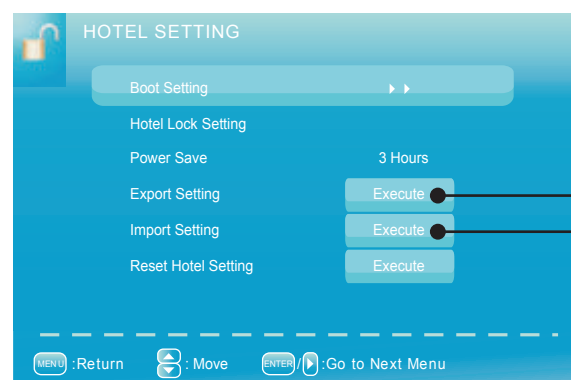 HOTEL SETTING
Boot Setting
Hotel Lock Setting
Power Save 3 Hours
Export Setting Execute
Import Setting Execute
Reset Hotel Setting Execute
MENU :Return : Move ENTER / :Go to Next Menu